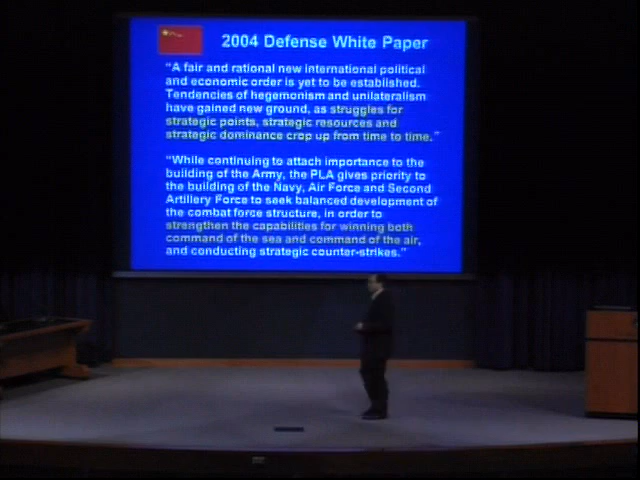 2004 Defense White Paper
“A fair and rational new international political
and economic order is yet to be established.
Tendencies of hegemonism and unilateralism
have gained new ground, as struggles for
strategic points, strategic resources and
strategic dominance crop up from time to time.”
“While continuing to attach importance to the
building of the Army, the PLA gives priority to
the building of the Navy, Air Force and Second
Artillery Force to seek balanced development of
the combat force structure, in order to
strengthen the capabilities for winning both
command of the sea and command of the air,
and conducting strategic counter-strikes.”